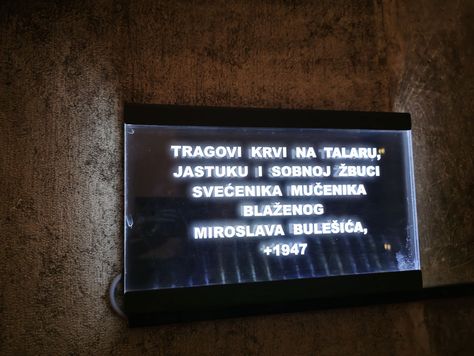 TRAGOVI KRVI NA TALARU,
JASTUKU I SOBNOJ ŽBUCI
SVEĆENIKA MUČENIKA
BLAŽENOG
MIROSLAVA BULEŠIĆA,
+1947